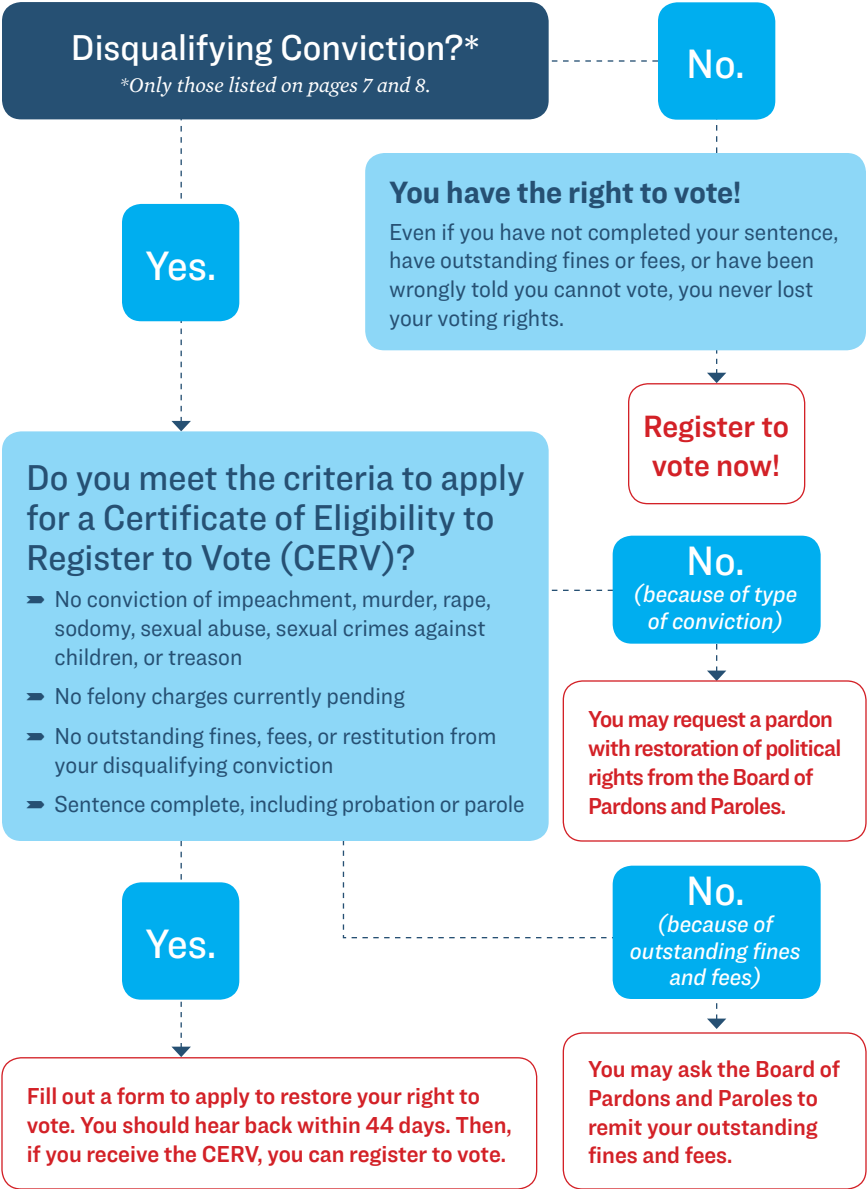 Disqualifying Conviction?*
*Only those listed on pages 7 and 8.
No.
You have the right to vote!
Even if you have not completed your sentence,
have outstanding fines or fees, or have been
wrongly told you cannot vote, you never lost
your voting rights.
Register to
vote now!
Yes.
Do you meet the criteria to apply
for a Certificate of Eligibility to
Register to Vote (CERV)?
No conviction of impeachment, murder, rape,
sodomy, sexual abuse, sexual crimes against
children, or treason
No felony charges currently pending
No outstanding fines, fees, or restitution from
your disqualifying conviction
Sentence complete, including probation or parole
No.
(because of type
of conviction)
You may request a pardon
with restoration of political
rights from the Board of
Pardons and Paroles.
No.
(because of
outstanding fines
and fees)
You may ask the Board of
Pardons and Paroles to
remit your outstanding
fines and fees.
Yes.
Fill out a form to apply to restore your right to
vote. You should hear back within 44 days. Then,
if you receive the CERV, you can register to vote.